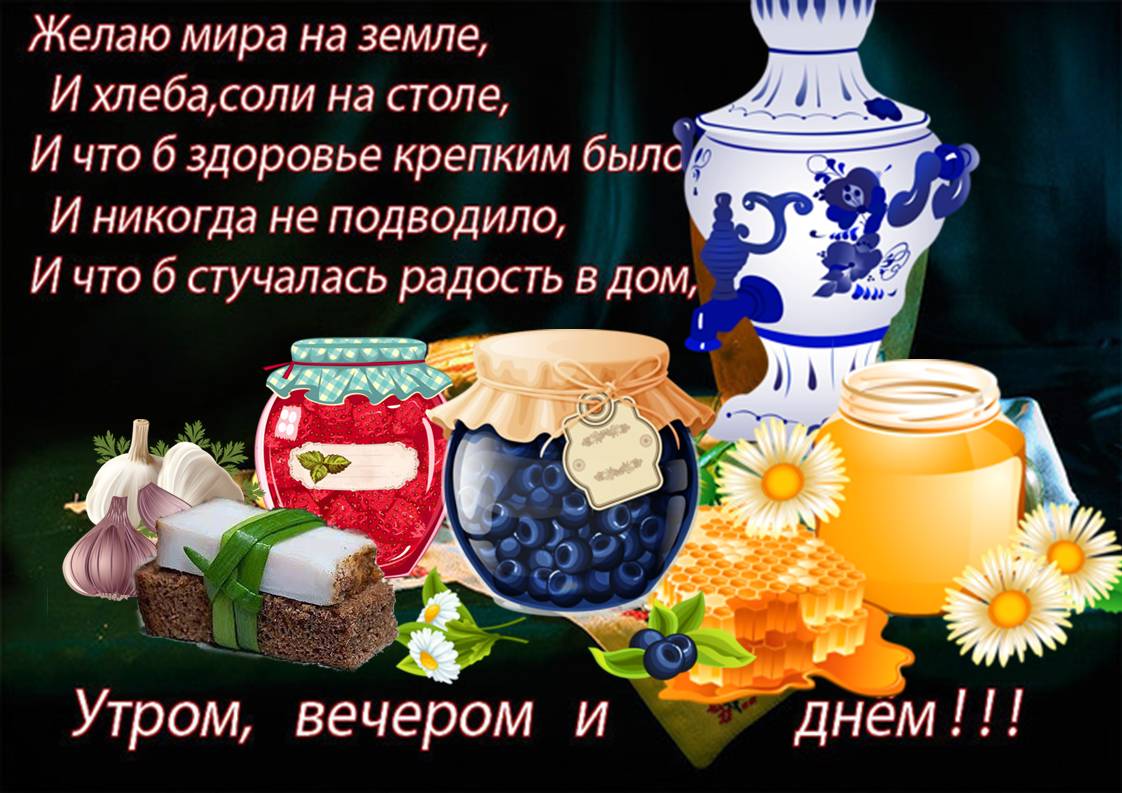 Желаю мира на земле,
И хлеба,соли на столе,
И что б здоровье крепким было
И никогда не подводило,
И что б стучалась радость в дом,
Утром, вечером и днём ! ! !